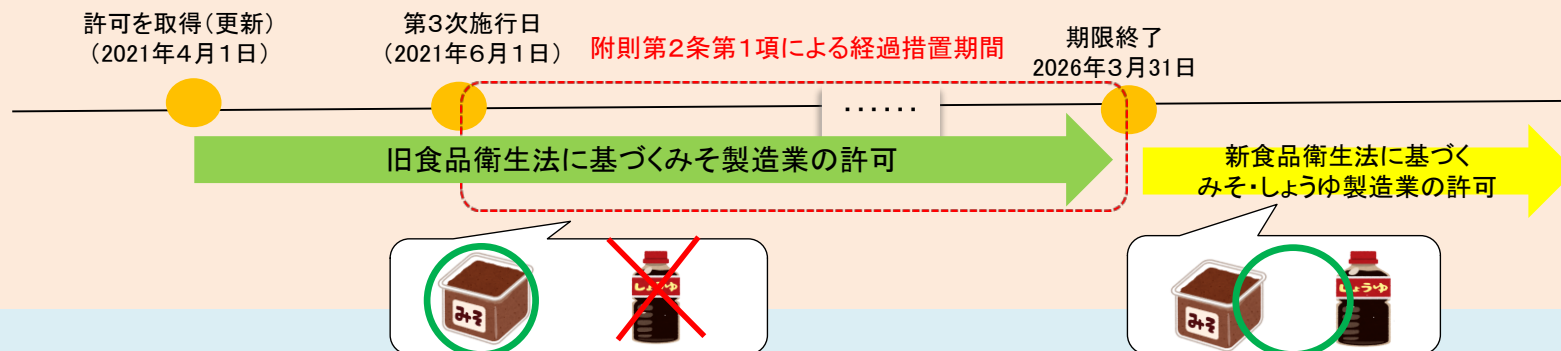 許可を取得(更新)
(2021年4月1日)
第3次施行日
(2021年6月1日)
附則第2条第1項による経過措置期間
期限終了
2026年3月31日
‥‥‥
旧食品衛生法に基づくみそ製造業の許可
新食品衛生法に基づく
みそ・しょうゆ製造業の許可
みそ
しょうゆ
みそ
しょうゆ